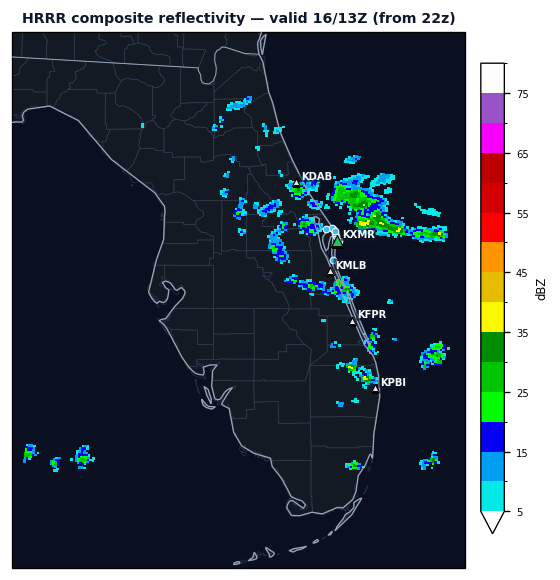 HRRR composite reflectivity — valid 16/13Z (from 22z)
KDAB
KXMR
KMLB
KFPR
KPBI
75
65
55
45
35
25
15
5
dBZ